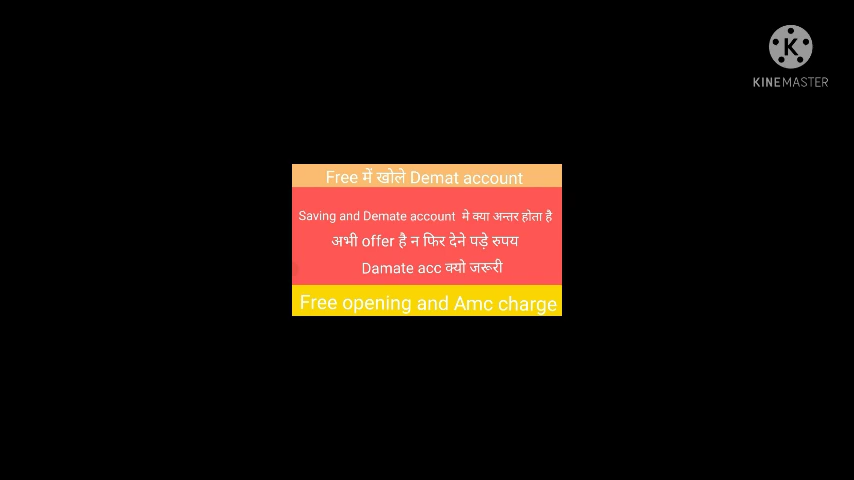 KINEMASTER
Free में खोले Demat account
Saving and Demate account मे क्या अन्तर होता है
अभी offer है न फिर देने पड़े रुपय
Damate acc क्यो जरूरी
Free opening and Amc charge